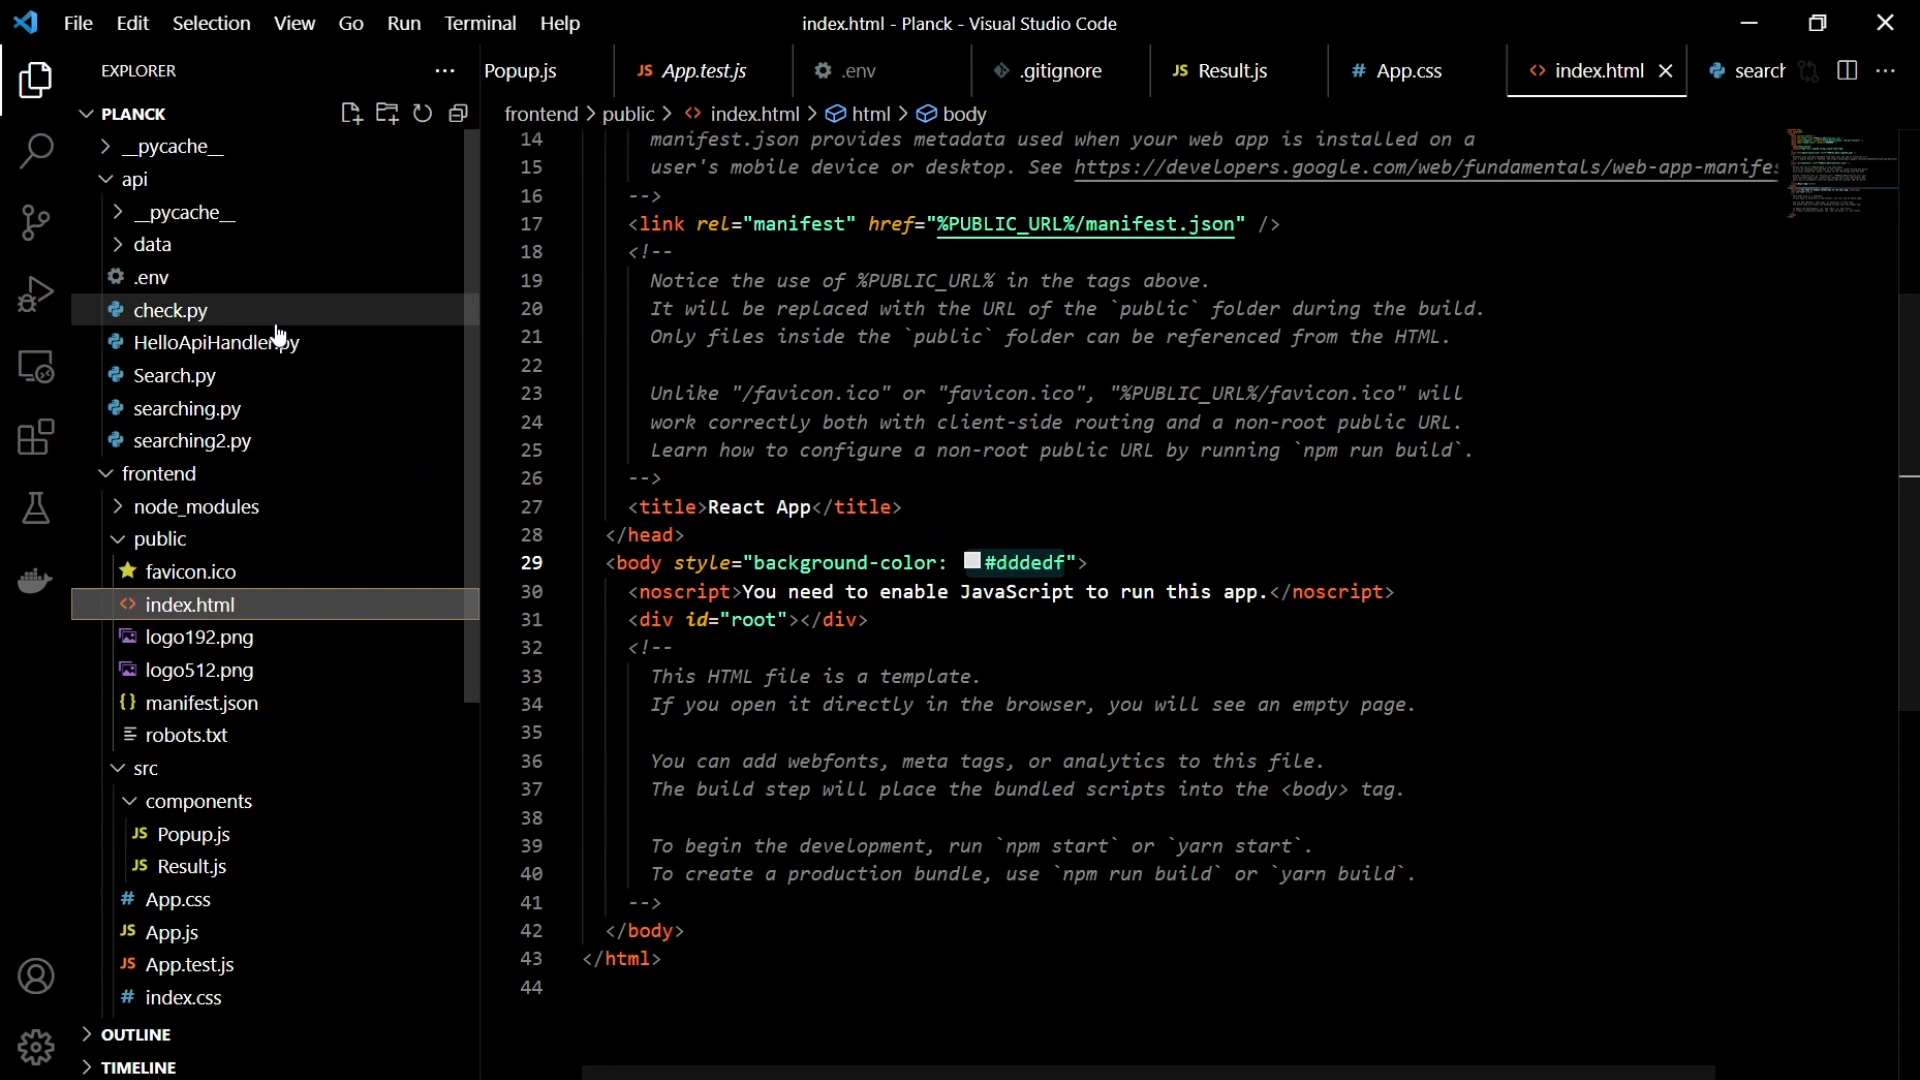 File Edit Selection View Go Run Terminal Help
index.html - Planck - Visual Studio Code
EXPLORER
Popup.js
JS App.test.js
.env
.gitignore
JS Result.js
# App.css
<> index.html
search
PLANCK
frontend > public > <> index.html > html > body
__pycache__
api
__pycache__
data
.env
check.py
HelloApiHandler.py
Search.py
searching.py
searching2.py
frontend
node_modules
public
favicon.ico
<> index.html
logo192.png
logo512.png
{} manifest.json
robots.txt
src
components
JS Popup.js
JS Result.js
# App.css
JS App.js
JS App.test.js
# index.css
OUTLINE
TIMELINE
14 manifest.json provides metadata used when your web app is installed on a
15 user's mobile device or desktop. See https://developers.google.com/web/fundamentals/web-app-manifes
16 -->
17 <link rel="manifest" href="%PUBLIC_URL%/manifest.json" />
18 <!--
19 Notice the use of %PUBLIC_URL% in the tags above.
20 It will be replaced with the URL of the `public` folder during the build.
21 Only files inside the `public` folder can be referenced from the HTML.
22
23 Unlike "/favicon.ico" or "favicon.ico", "%PUBLIC_URL%/favicon.ico" will
24 work correctly both with client-side routing and a non-root public URL.
25 Learn how to configure a non-root public URL by running `npm run build`.
26 -->
27 <title>React App</title>
28 </head>
29 <body style="background-color: #dddedf">
30 <noscript>You need to enable JavaScript to run this app.</noscript>
31 <div id="root"></div>
32 <!--
33 This HTML file is a template.
34 If you open it directly in the browser, you will see an empty page.
35
36 You can add webfonts, meta tags, or analytics to this file.
37 The build step will place the bundled scripts into the <body> tag.
38
39 To begin the development, run `npm start` or `yarn start`.
40 To create a production bundle, use `npm run build` or `yarn build`.
41 -->
42 </body>
43 </html>
44